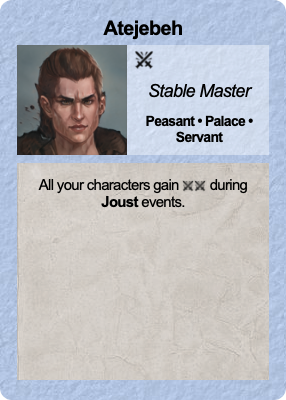 Atejebeh
Stable Master
Peasant • Palace •
Servant
All your characters gain during
Joust events.